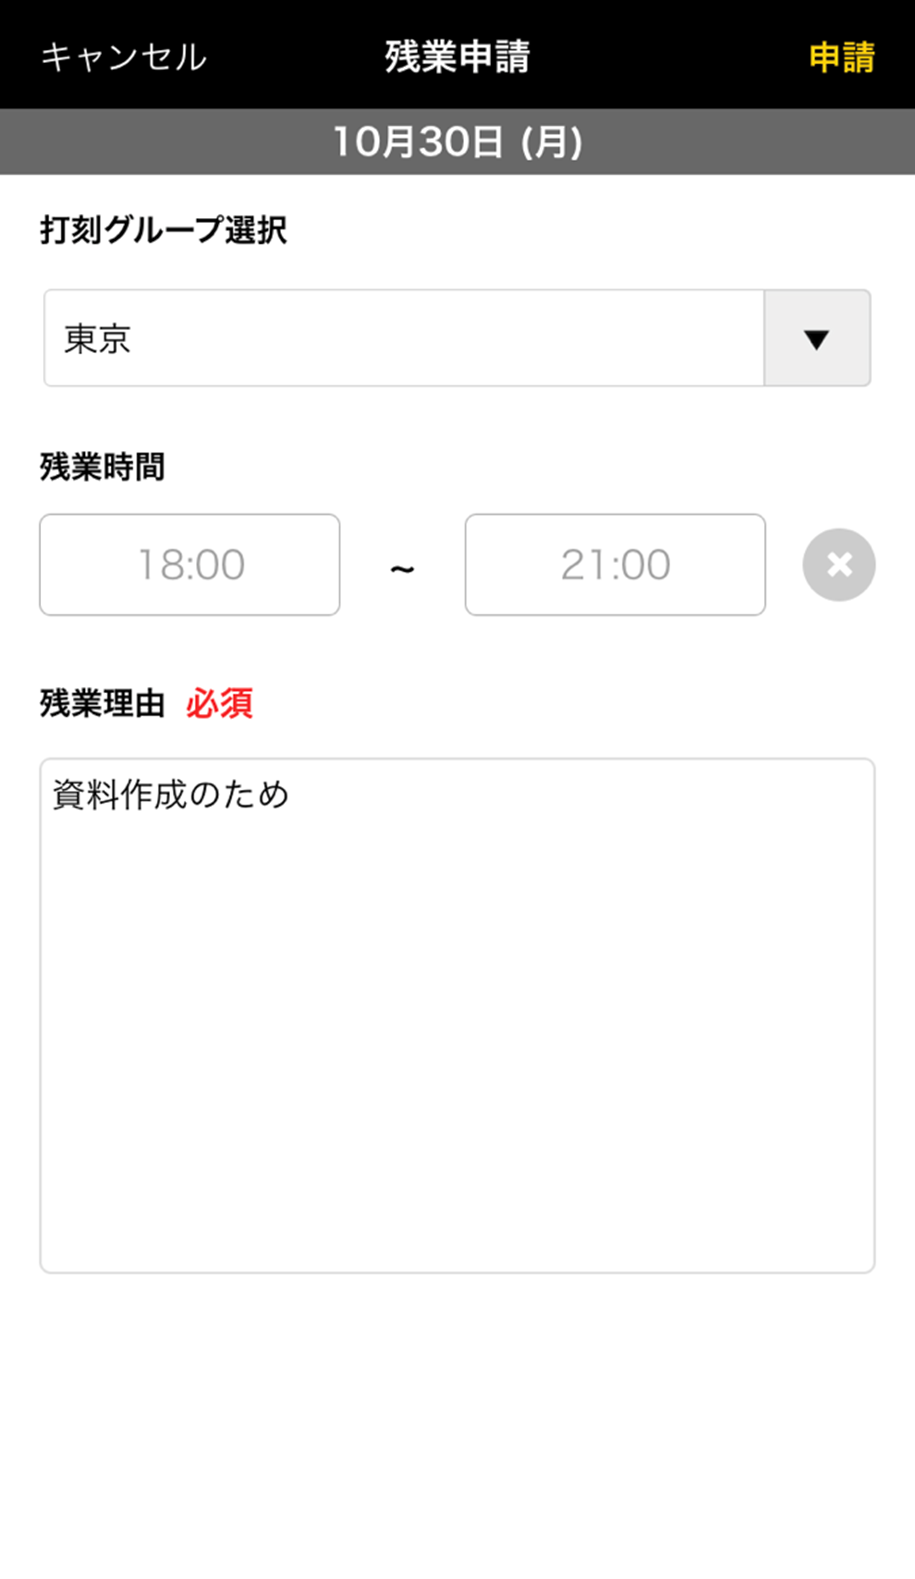 キャンセル 残業申請 申請
10月30日 (月)
打刻グループ選択
東京 ▼
残業時間
18:00 ~ 21:00
残業理由 必須
資料作成のため